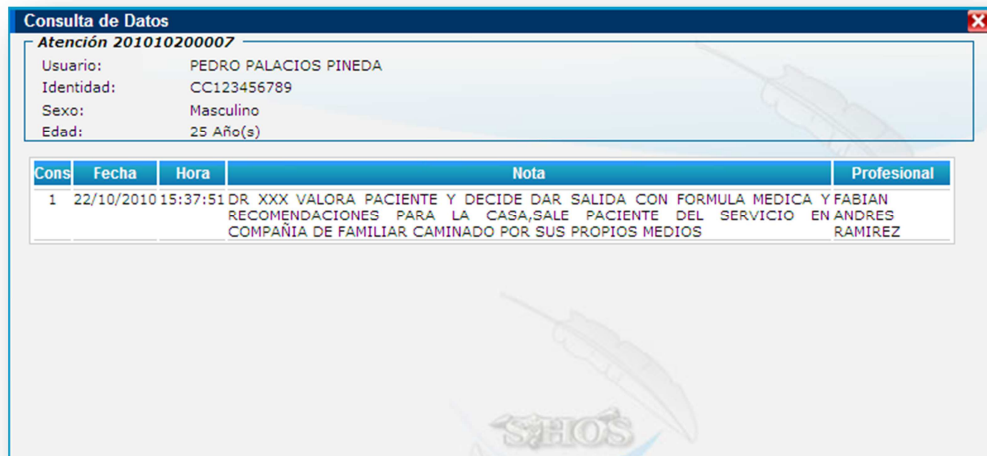 Consulta de Datos
Atención 201010200007
Usuario: PEDRO PALACIOS PINEDA
Identidad: CC123456789
Sexo: Masculino
Edad: 25 Año(s)
Cons Fecha Hora Nota Profesional
1 22/10/2010 15:37:51 DR XXX VALORA PACIENTE Y DECIDE DAR SALIDA CON FORMULA MEDICA Y FABIAN
RECOMENDACIONES PARA LA CASA,SALE PACIENTE DEL SERVICIO EN ANDRES
COMPAÑIA DE FAMILIAR CAMINADO POR SUS PROPIOS MEDIOS RAMIREZ
SIHOS